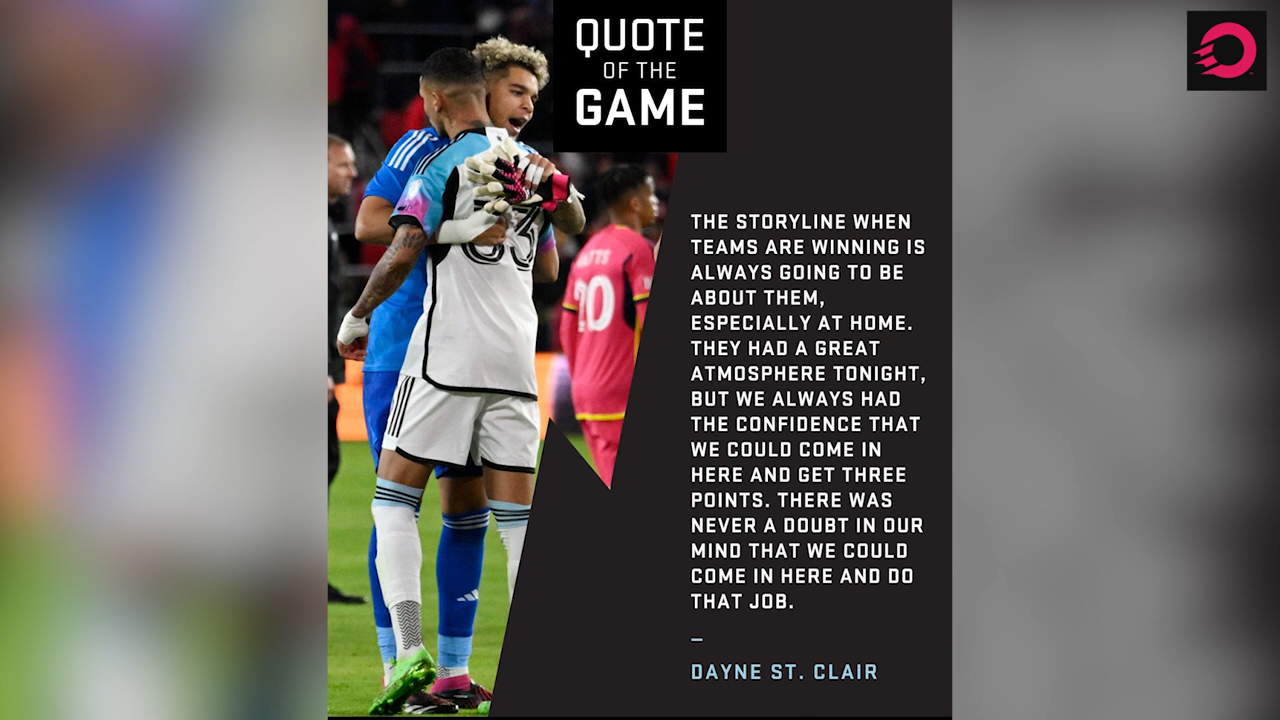 QUOTE
OF THE
GAME
THE STORYLINE WHEN
TEAMS ARE WINNING IS
ALWAYS GOING TO BE
ABOUT THEM,
ESPECIALLY AT HOME.
THEY HAD A GREAT
ATMOSPHERE TONIGHT,
BUT WE ALWAYS HAD
THE CONFIDENCE THAT
WE COULD COME IN
HERE AND GET THREE
POINTS. THERE WAS
NEVER A DOUBT IN OUR
MIND THAT WE COULD
COME IN HERE AND DO
THAT JOB.
–
DAYNE ST. CLAIR
20